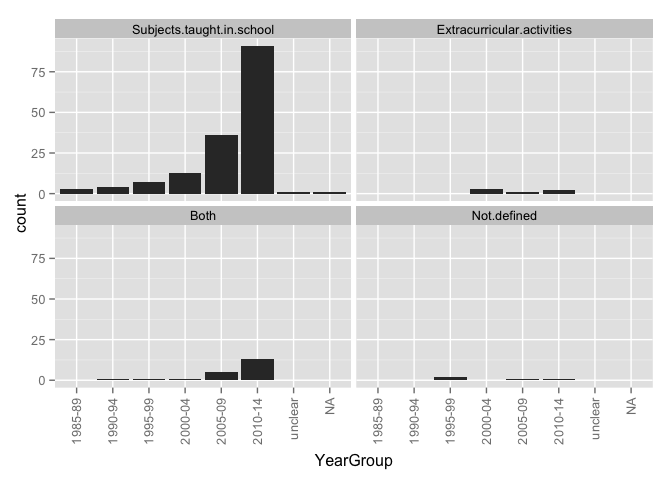 Subjects.taught.in.school
Extracurricular.activities
75
50
25
0
Both
Not.defined
75
50
25
0
count
1985-89
1990-94
1995-99
2000-04
2005-09
2010-14
unclear
NA
1985-89
1990-94
1995-99
2000-04
2005-09
2010-14
unclear
NA
YearGroup